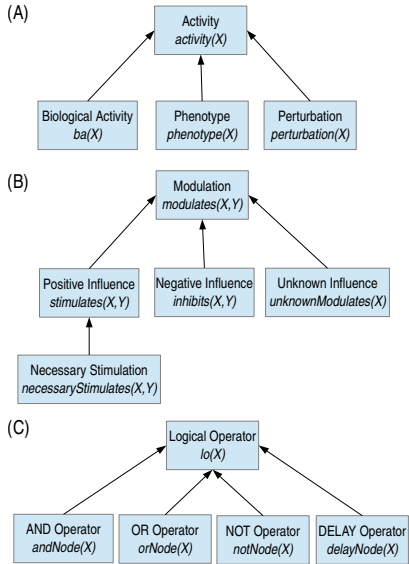 (A)
Activity
activity(X)
Biological Activity
ba(X)
Phenotype
phenotype(X)
Perturbation
perturbation(X)
(B)
Modulation
modulates(X,Y)
Positive Influence
stimulates(X,Y)
Negative Influence
inhibits(X,Y)
Unknown Influence
unknownModulates(X)
Necessary Stimulation
necessaryStimulates(X,Y)
(C)
Logical Operator
lo(X)
AND Operator
andNode(X)
OR Operator
orNode(X)
NOT Operator
notNode(X)
DELAY Operator
delayNode(X)